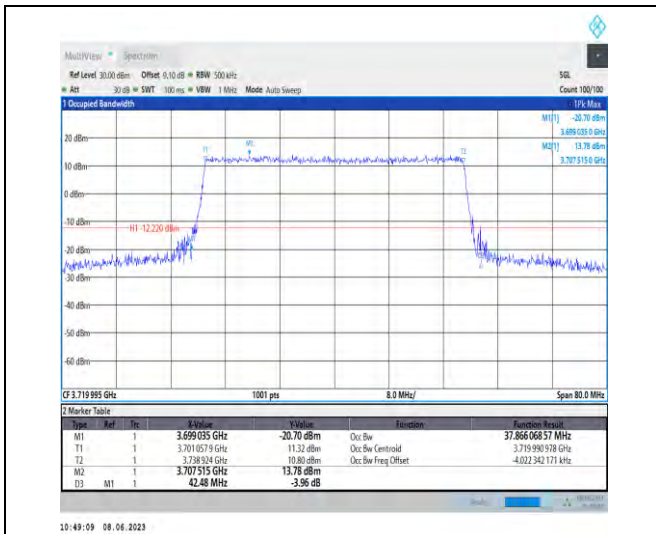 MultiView Spectrum
Ref Level 30.00 dBm Offset 9.10 dB RBW 500 kHz SGL
Att 30 dB SWT 100 ms VBW 1 MHz Mode Auto Sweep Count 100/100
1 Occupied Bandwidth 1Pk Max
M1[1] -20.70 dBm
3.699 035 0 GHz
M2[1] 13.78 dBm
3.707 515 0 GHz
20 dBm
T1 M2 T2
10 dBm
0 dBm
-10 dBm
H1 -12.220 dBm
-20 dBm
-30 dBm
-40 dBm
-50 dBm
-60 dBm
CF 3.719 995 GHz 1001 pts 8.0 MHz/ Span 80.0 MHz
2 Marker Table
Type Ref Trc X-Value Y-Value Function Function Result
M1 1 3.699 035 GHz -20.70 dBm Occ Bw 37.866 068 57 MHz
T1 1 3.701 057 9 GHz 11.32 dBm Occ Bw Centroid 3.719 990 978 GHz
T2 1 3.738 924 GHz 10.80 dBm Occ Bw Freq Offset -4.022 342 171 kHz
M2 1 3.707 515 GHz 13.78 dBm
D3 M1 1 42.48 MHz -3.96 dB
10:49:09 08.06.2023